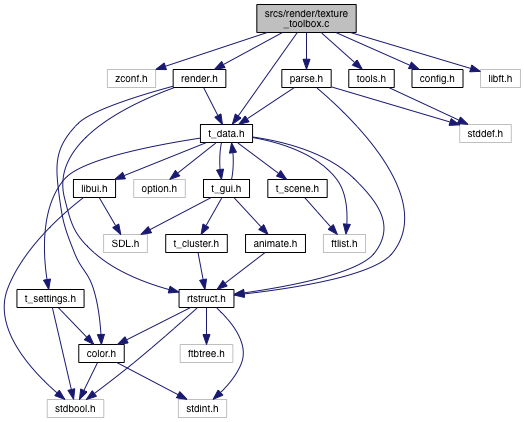 srcs/render/texture
_toolbox.c
zconf.h
render.h
parse.h
tools.h
config.h
libft.h
stddef.h
t_data.h
libui.h
option.h
t_gui.h
t_scene.h
SDL.h
t_cluster.h
animate.h
ftlist.h
t_settings.h
rtstruct.h
color.h
ftbtree.h
stdbool.h
stdint.h